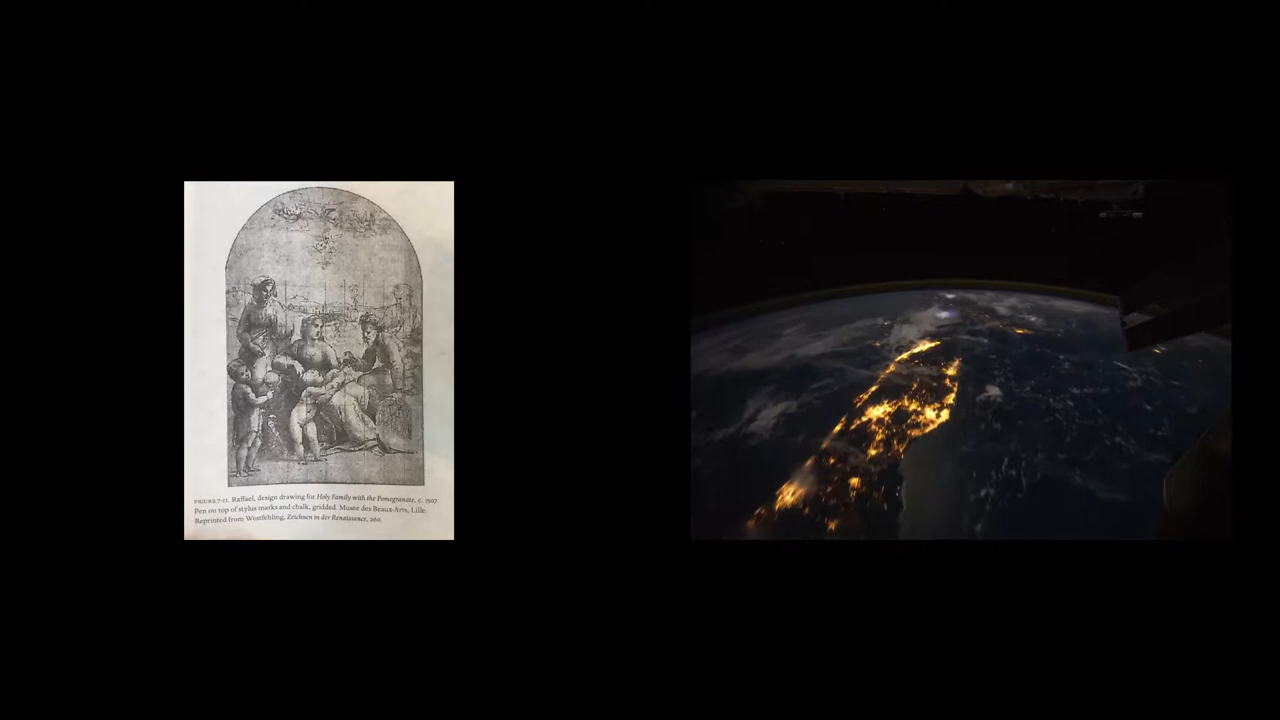 FIGURE 7-11. Raffael, design drawing for Holy Family with the Pomegranate, c. 1507.
Pen on top of stylus marks and chalk, gridded. Musée des Beaux-Arts, Lille.
Reprinted from Westfehling, Zeichnen in der Renaissance, 260.